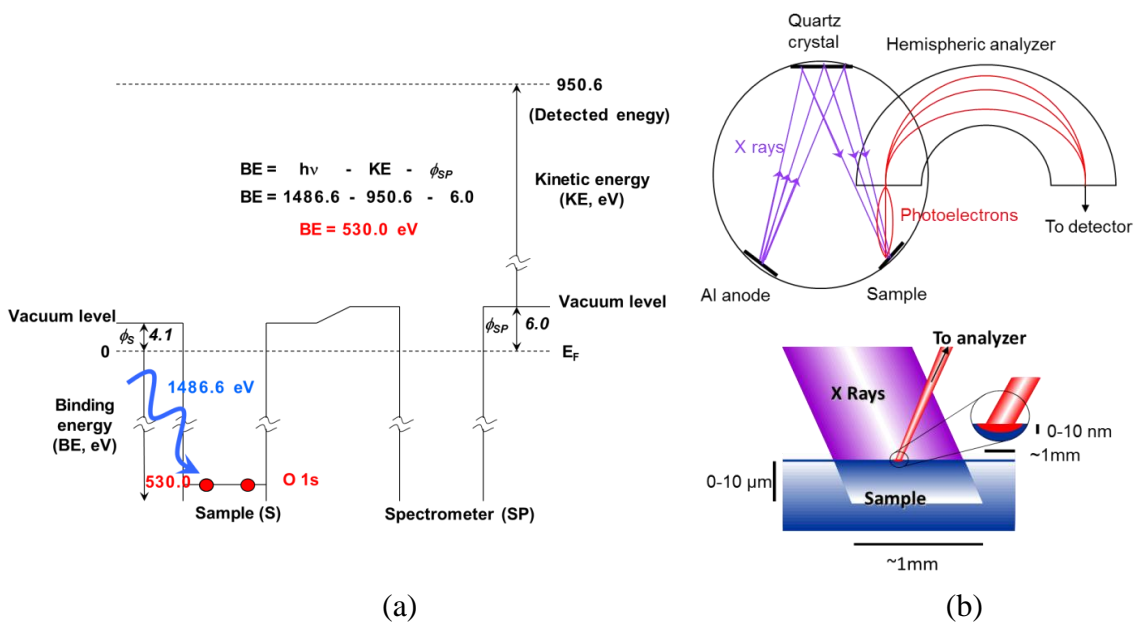 950.6
(Detected enegy)
BE = hν - KE - ϕSP
BE = 1486.6 - 950.6 - 6.0
BE = 530.0 eV
Kinetic energy
(KE, eV)
Vacuum level
Vacuum level
ϕS 4.1
ϕSP 6.0
0
EF
1486.6 eV
Binding
energy
(BE, eV)
530.0
O 1s
Sample (S)
Spectrometer (SP)
(a)
Quartz
crystal
Hemispheric analyzer
X rays
Photoelectrons
To detector
Al anode
Sample
To analyzer
X Rays
0-10 nm
~1mm
0-10 µm
Sample
~1mm
(b)